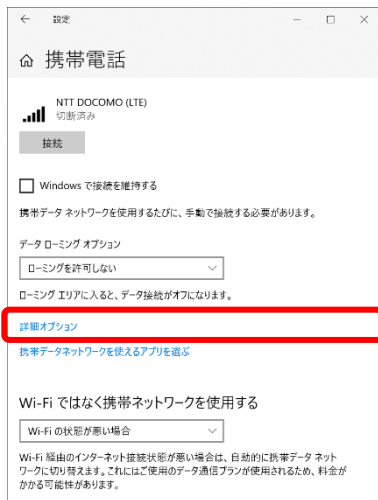 設定
携帯電話
NTT DOCOMO (LTE)
切断済み
接続
Windows で接続を維持する
携帯データ ネットワークを使用するたびに、手動で接続する必要があります。
データ ローミング オプション
ローミングを許可しない
ローミング エリアに入ると、データ接続がオフになります。
詳細オプション
携帯データネットワークを使えるアプリを選ぶ
Wi-Fi ではなく携帯ネットワークを使用する
Wi-Fi の状態が悪い場合
Wi-Fi 経由のインターネット接続状態が悪い場合は、自動的に携帯データ ネット
ワークに切り替えます。これにはご使用のデータ通信プランが使用されるため、料金が
かかる可能性があります。